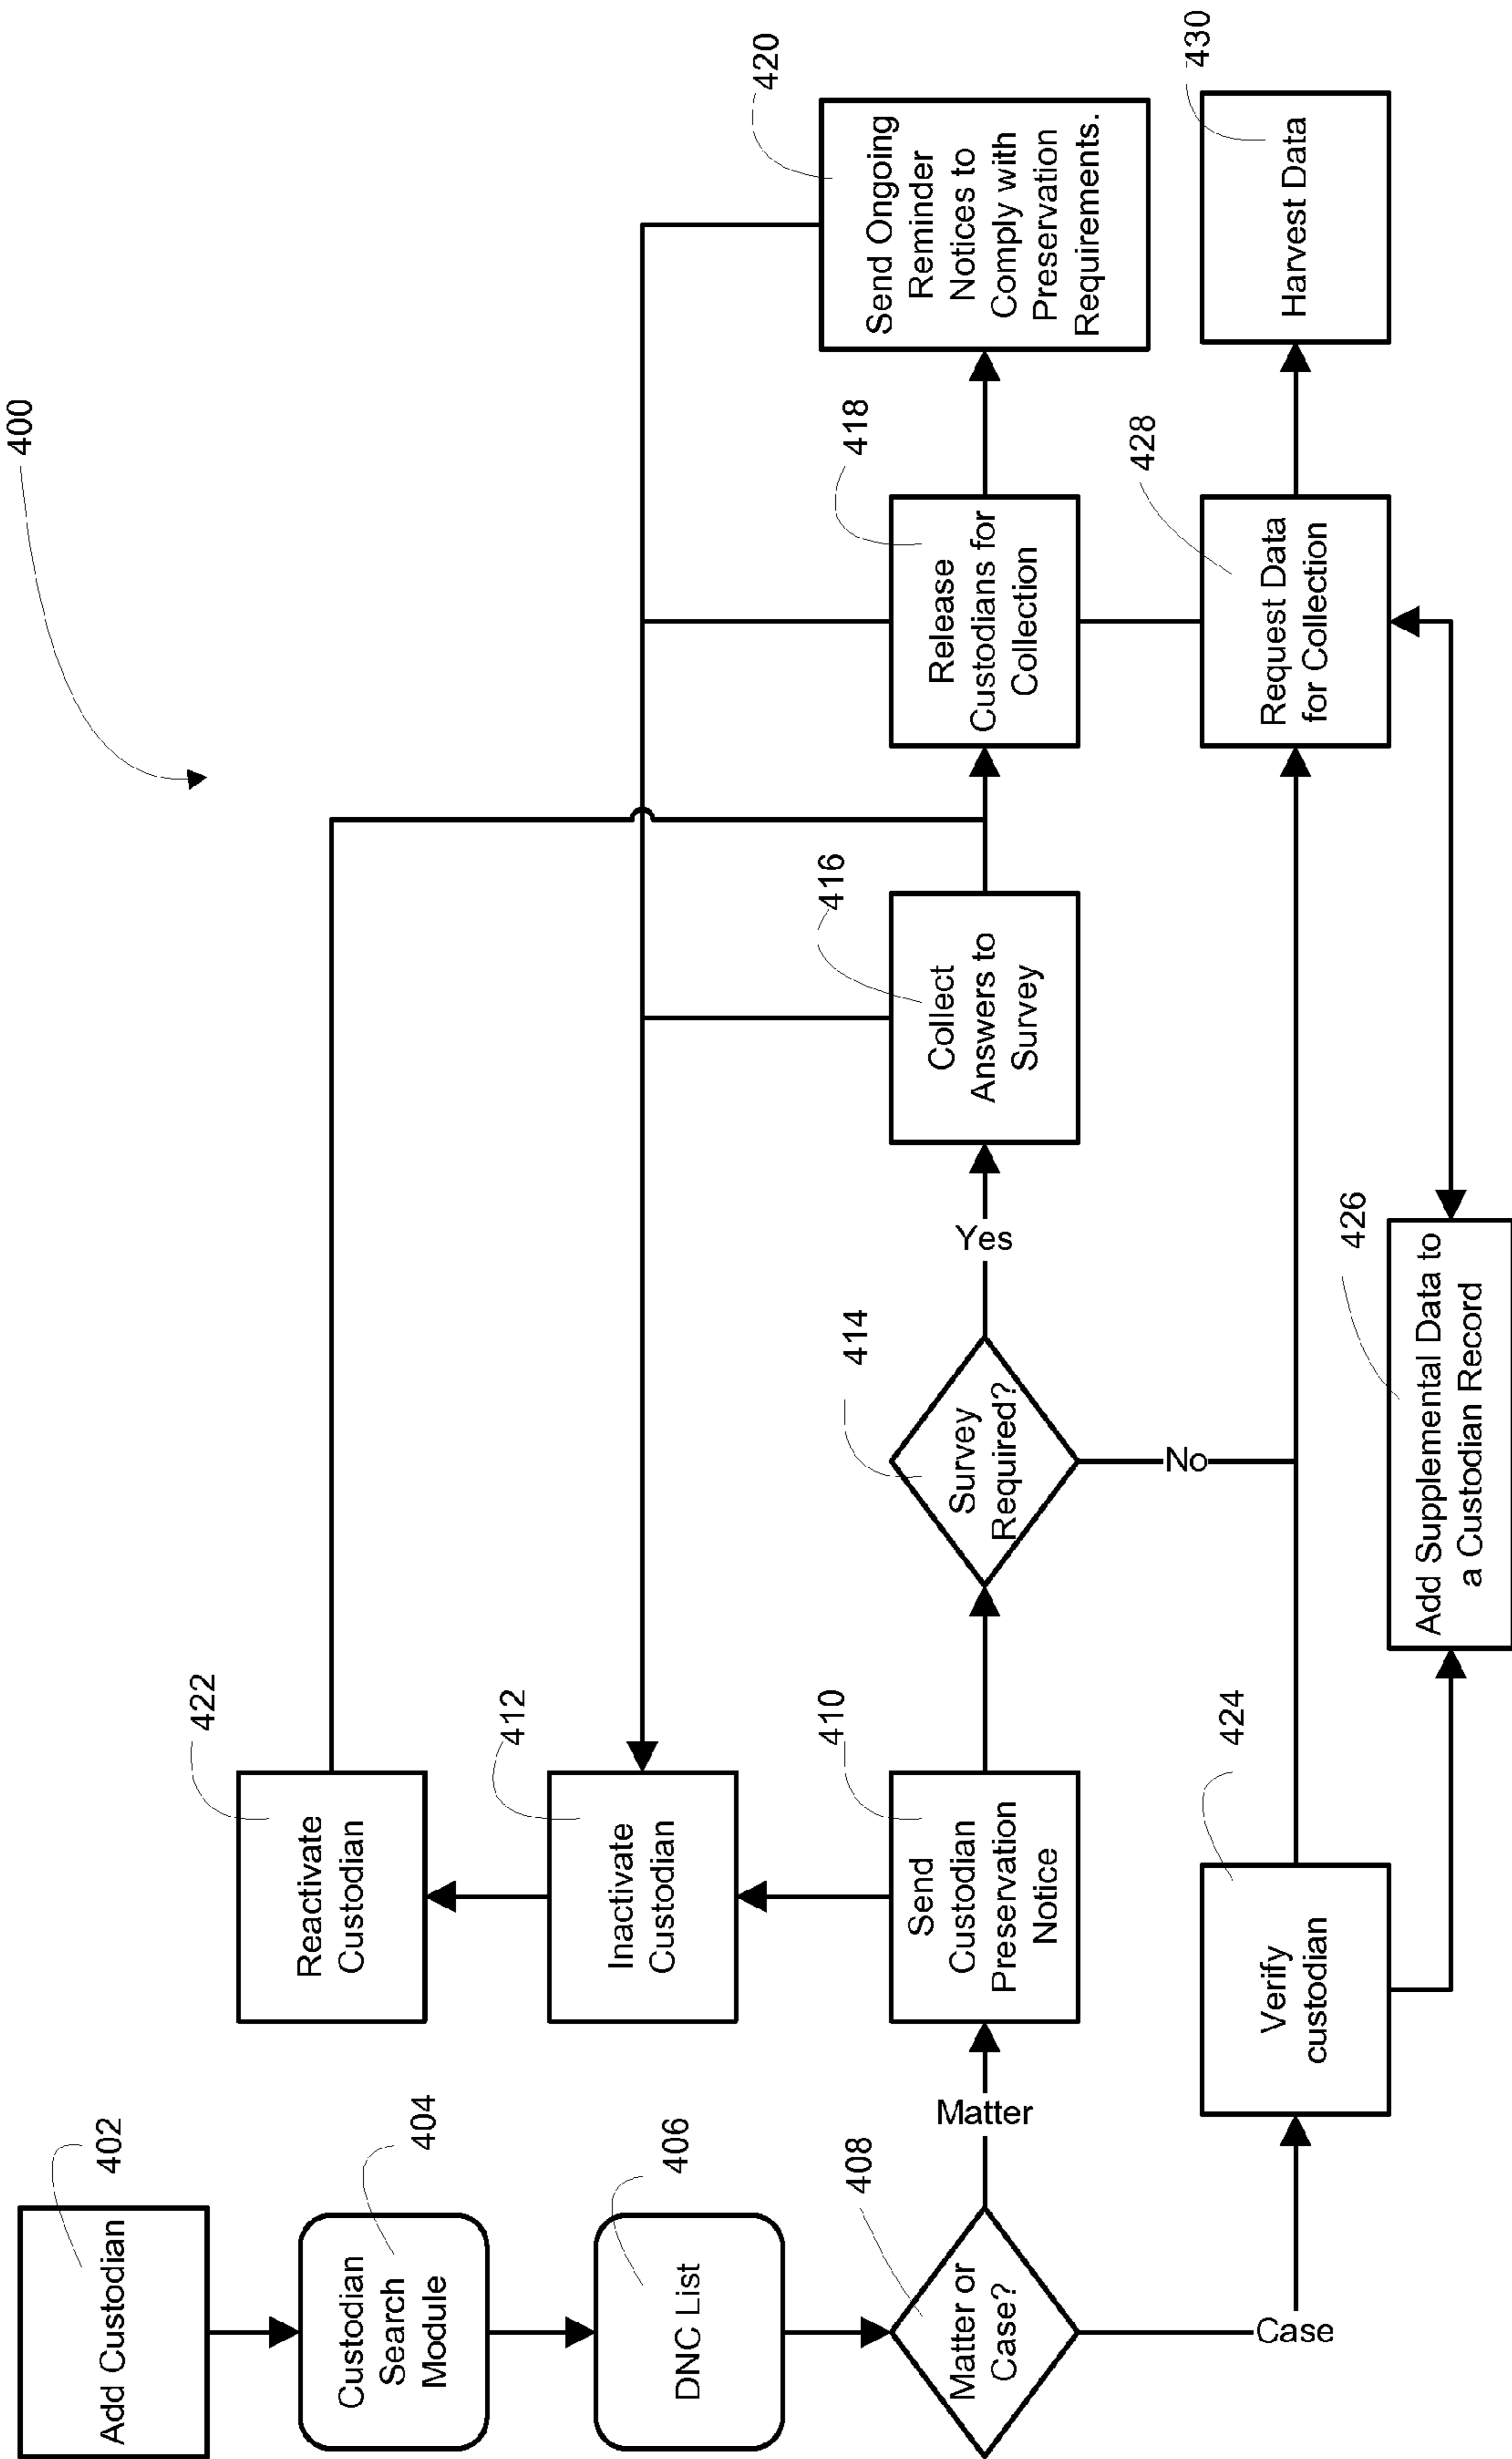 400
402
Add Custodian
404
Custodian
Search
Module
406
DNC List
408
Matter or
Case?
Matter
Case
422
Reactivate
Custodian
412
Inactivate
Custodian
410
Send
Custodian
Preservation
Notice
414
Survey
Required?
Yes
No
416
Collect
Answers to
Survey
418
Release
Custodians for
Collection
420
Send Ongoing
Reminder
Notices to
Comply with
Preservation
Requirements.
424
Verify
custodian
426
Add Supplemental Data to
a Custodian Record
428
Request Data
for Collection
430
Harvest Data